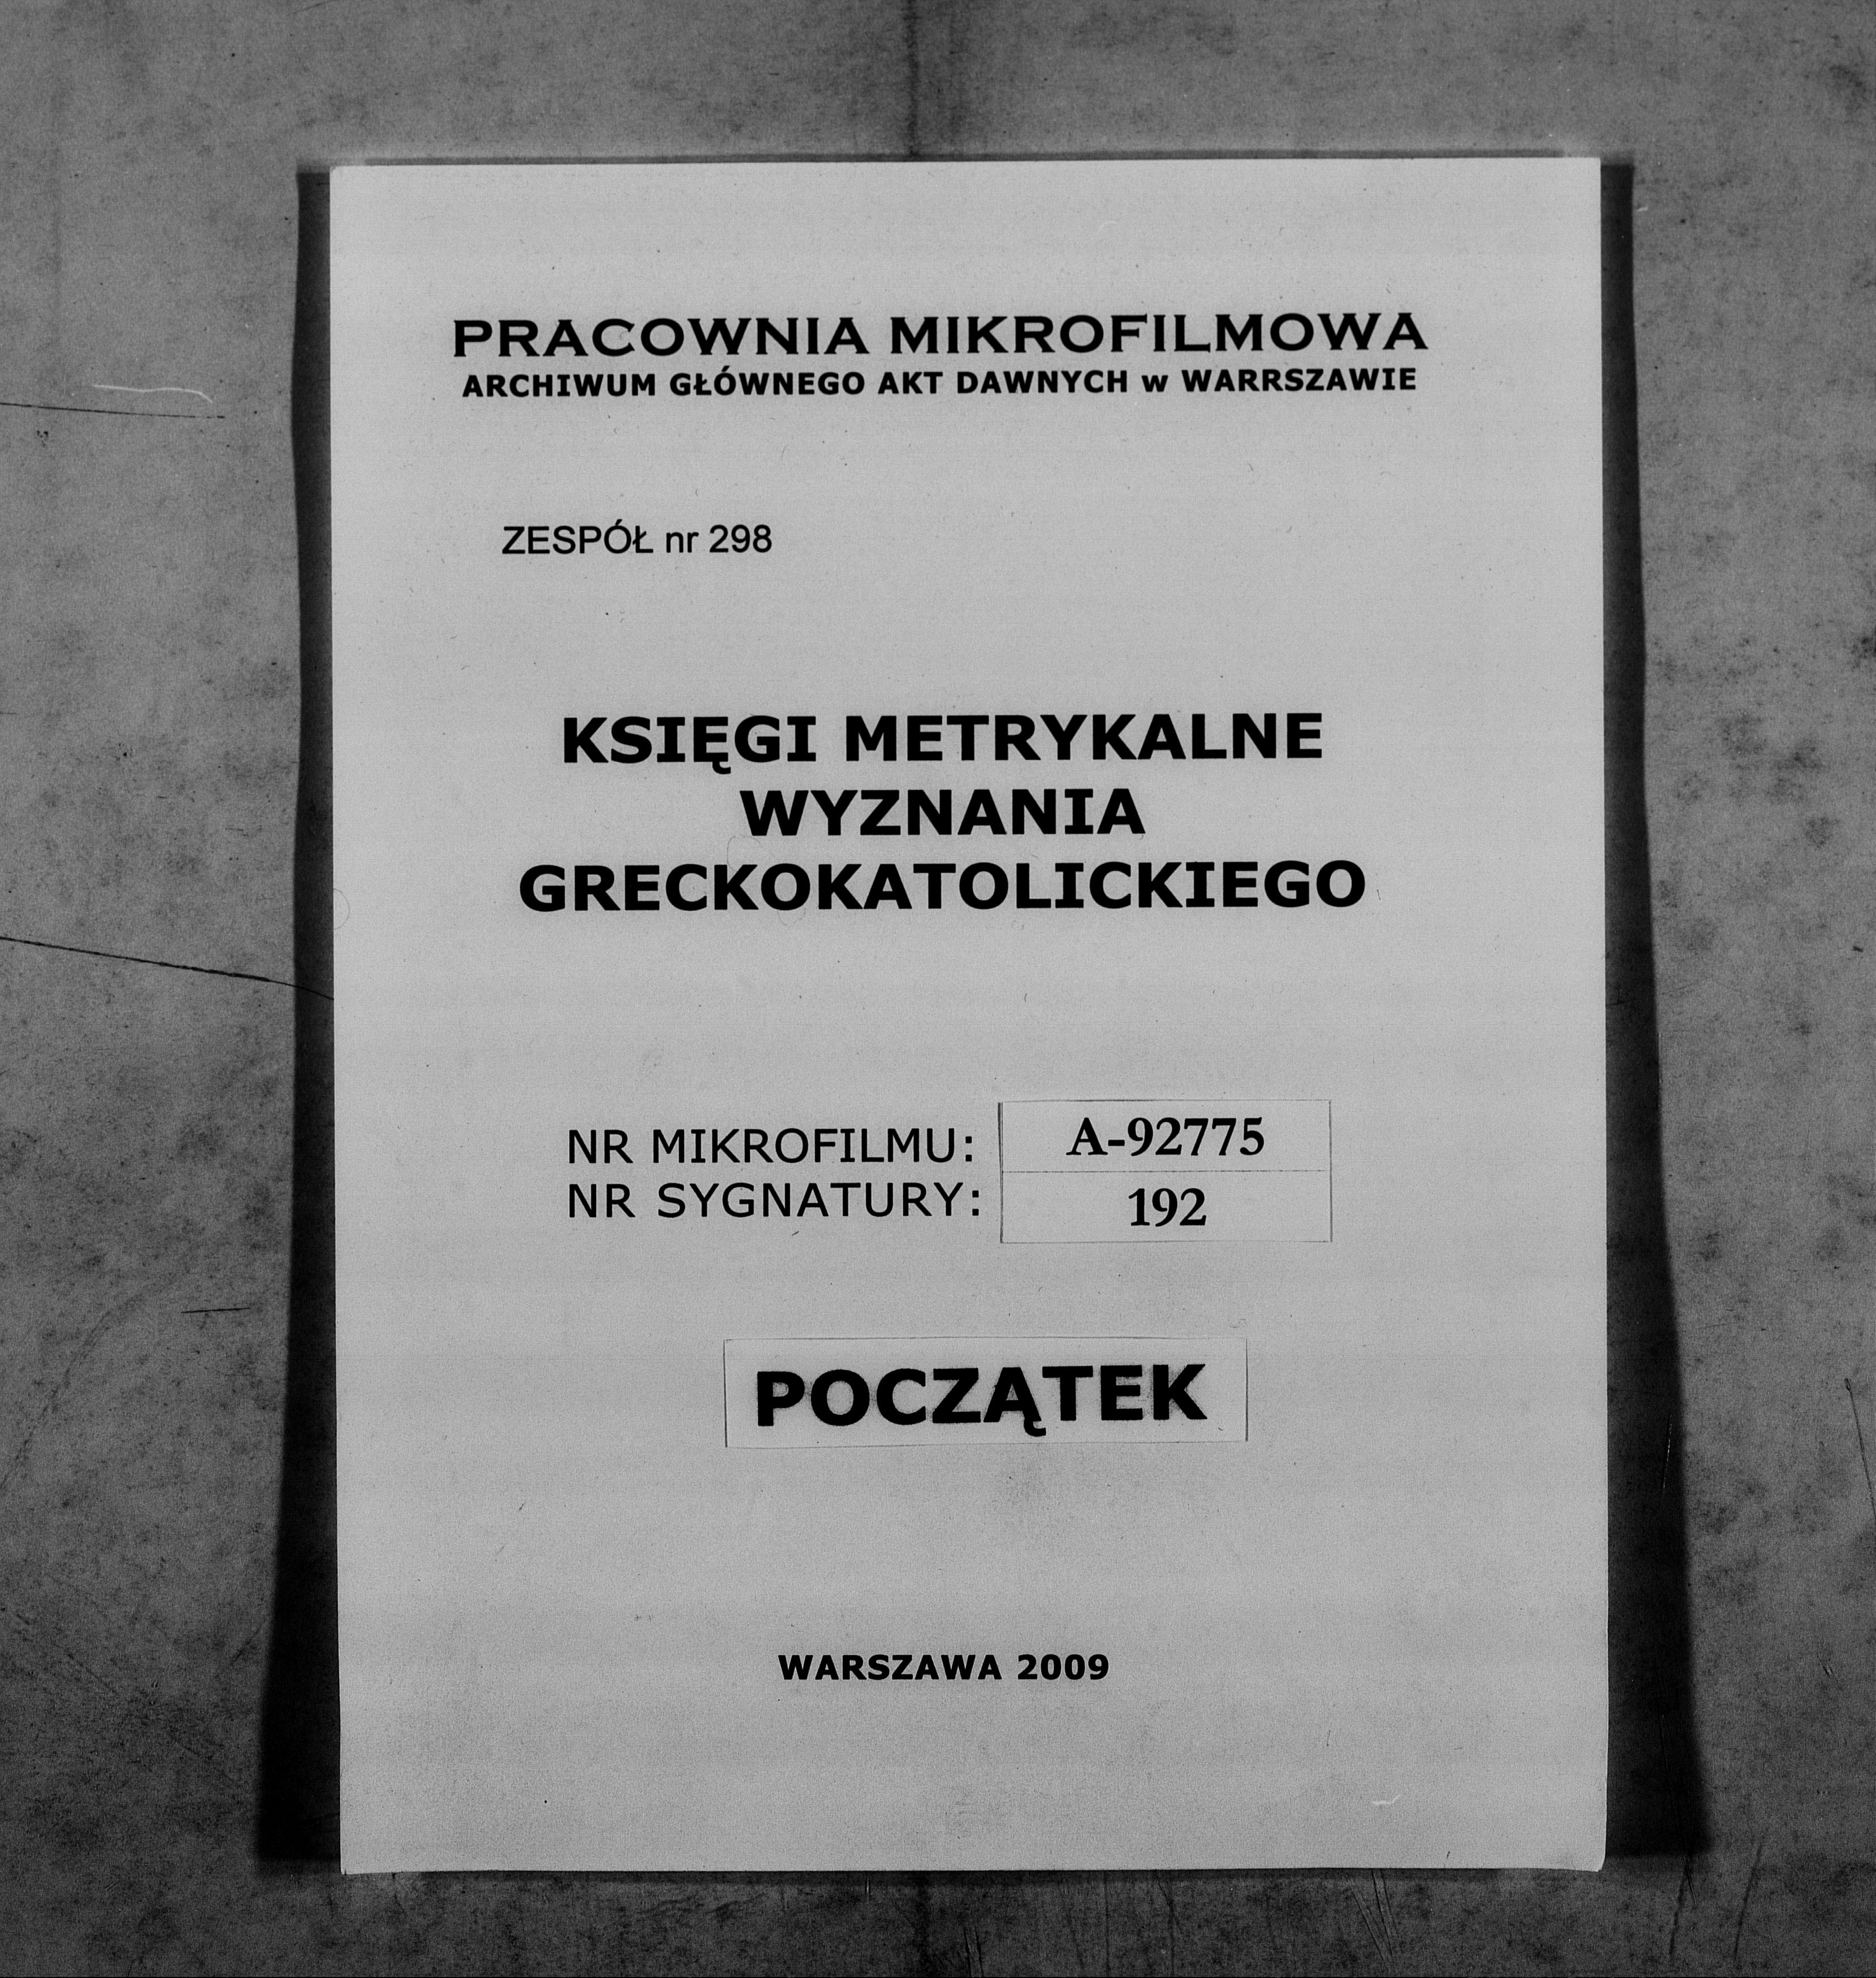 PRACOWNIA MIKROFILMOWA
ARCHIWUM GŁÓWNEGO AKT DAWNYCH w WARRSZAWIE
ZESPÓŁ nr 298
KSIĘGI METRYKALNE
WYZNANIA
GRECKOKATOLICKIEGO
NR MIKROFILMU: A-92775
NR SYGNATURY: 192
POCZĄTEK
WARSZAWA 2009